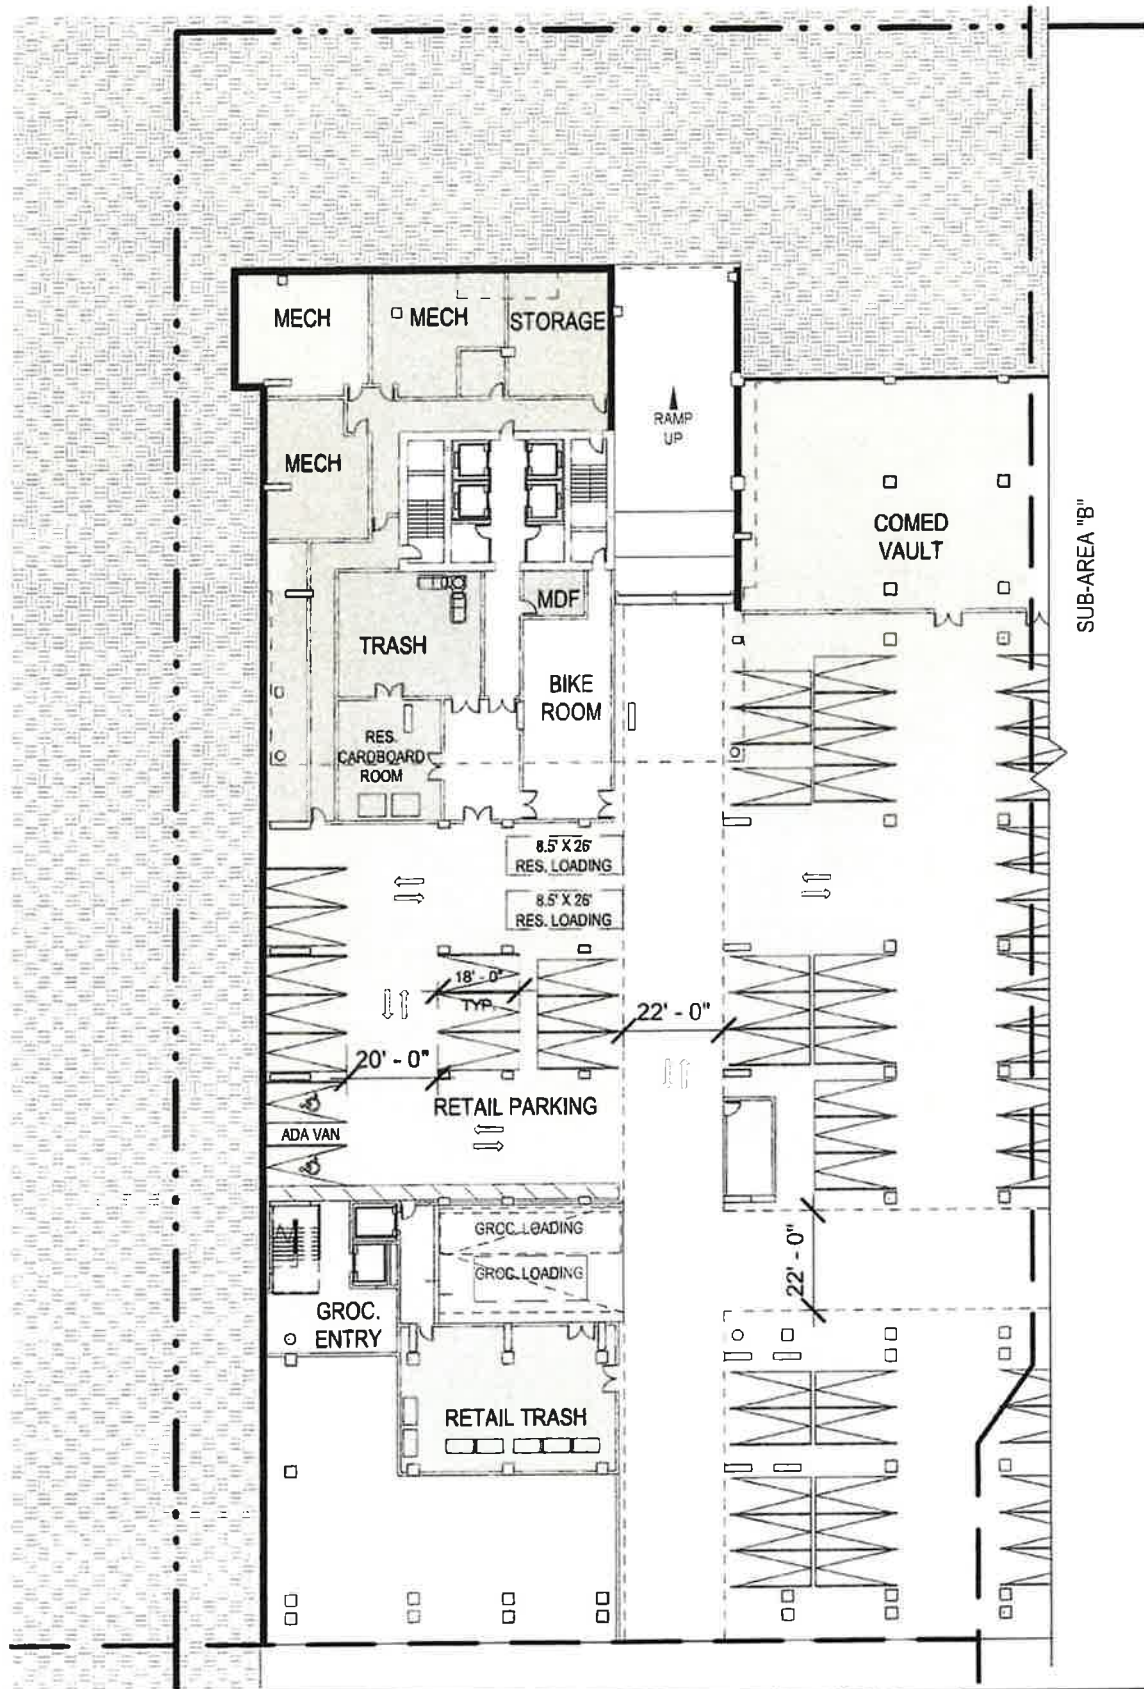 MECH
MECH
STORAGE
RAMP
UP
MECH
COMED
VAULT
SUB-AREA "B"
MDF
TRASH
BIKE
ROOM
RES.
CARDBOARD
ROOM
8.5' X 26'
RES. LOADING
8.5' X 26'
RES. LOADING
18' - 0"
TYP.
22' - 0"
20' - 0"
RETAIL PARKING
ADA VAN
GROC. LOADING
GROC. LOADING
22' - 0"
GROC.
ENTRY
RETAIL TRASH